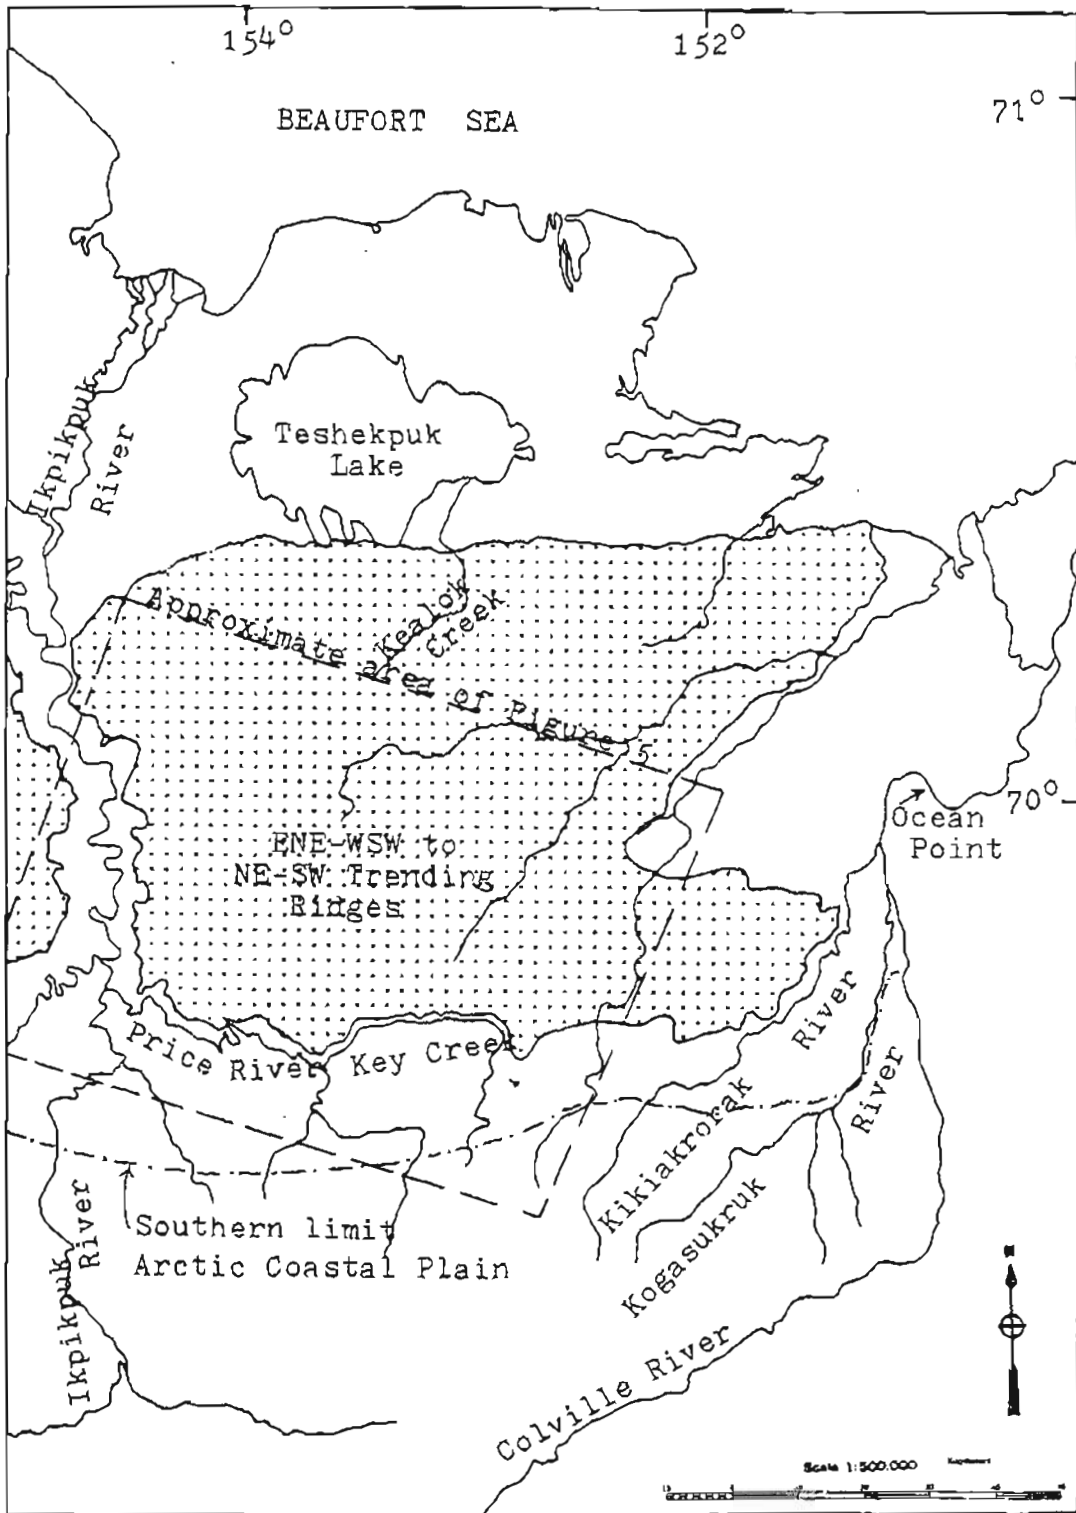 154°
152°
71°
BEAUFORT SEA
Ikpikpuk
River
Teshekpuk
Lake
Kealok
Creek
Approximate area of Figure 5
70°
Ocean
Point
ENE-WSW to
NE-SW Trending
Ridges
Price River
Key Creek
River
Kikiakrorak
River
Kogasukruk
Southern limit
Arctic Coastal Plain
Ikpikpuk
River
Colville River
N
Scale 1:500,000